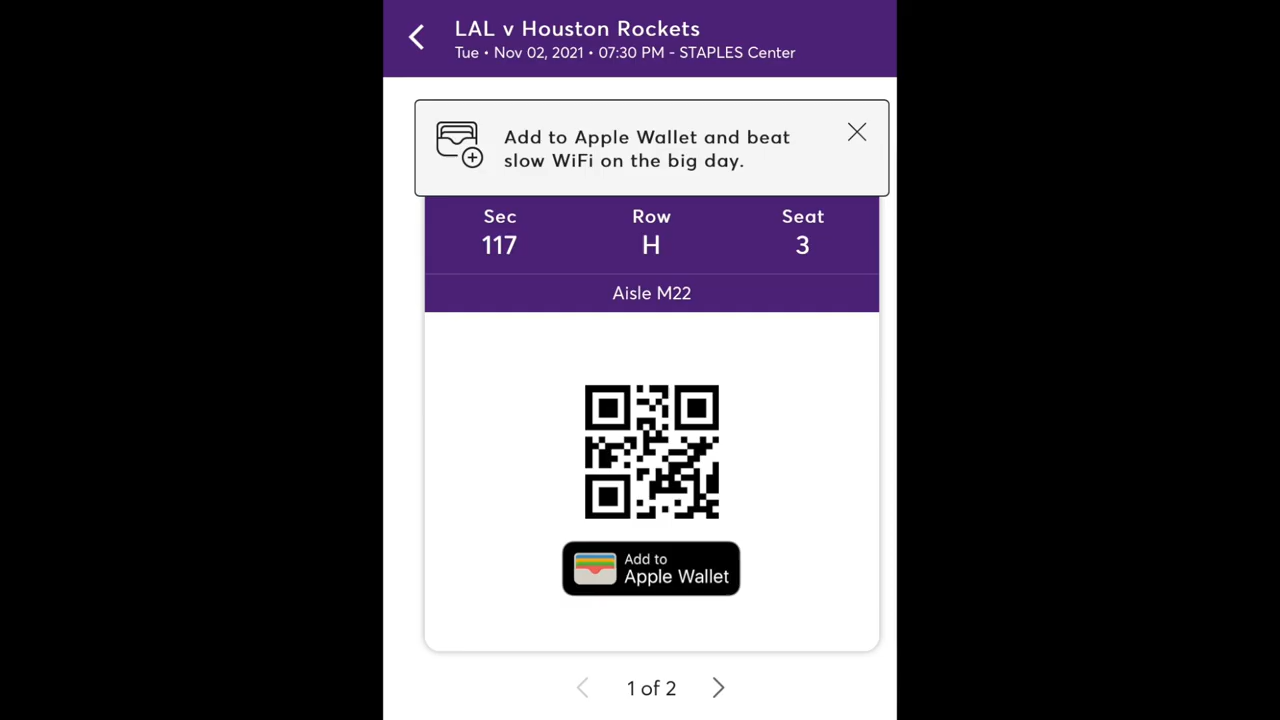 LAL v Houston Rockets
Tue • Nov 02, 2021 • 07:30 PM - STAPLES Center
Add to Apple Wallet and beat
slow WiFi on the big day.
Sec Row Seat
117 H 3
Aisle M22
Add to
Apple Wallet
1 of 2